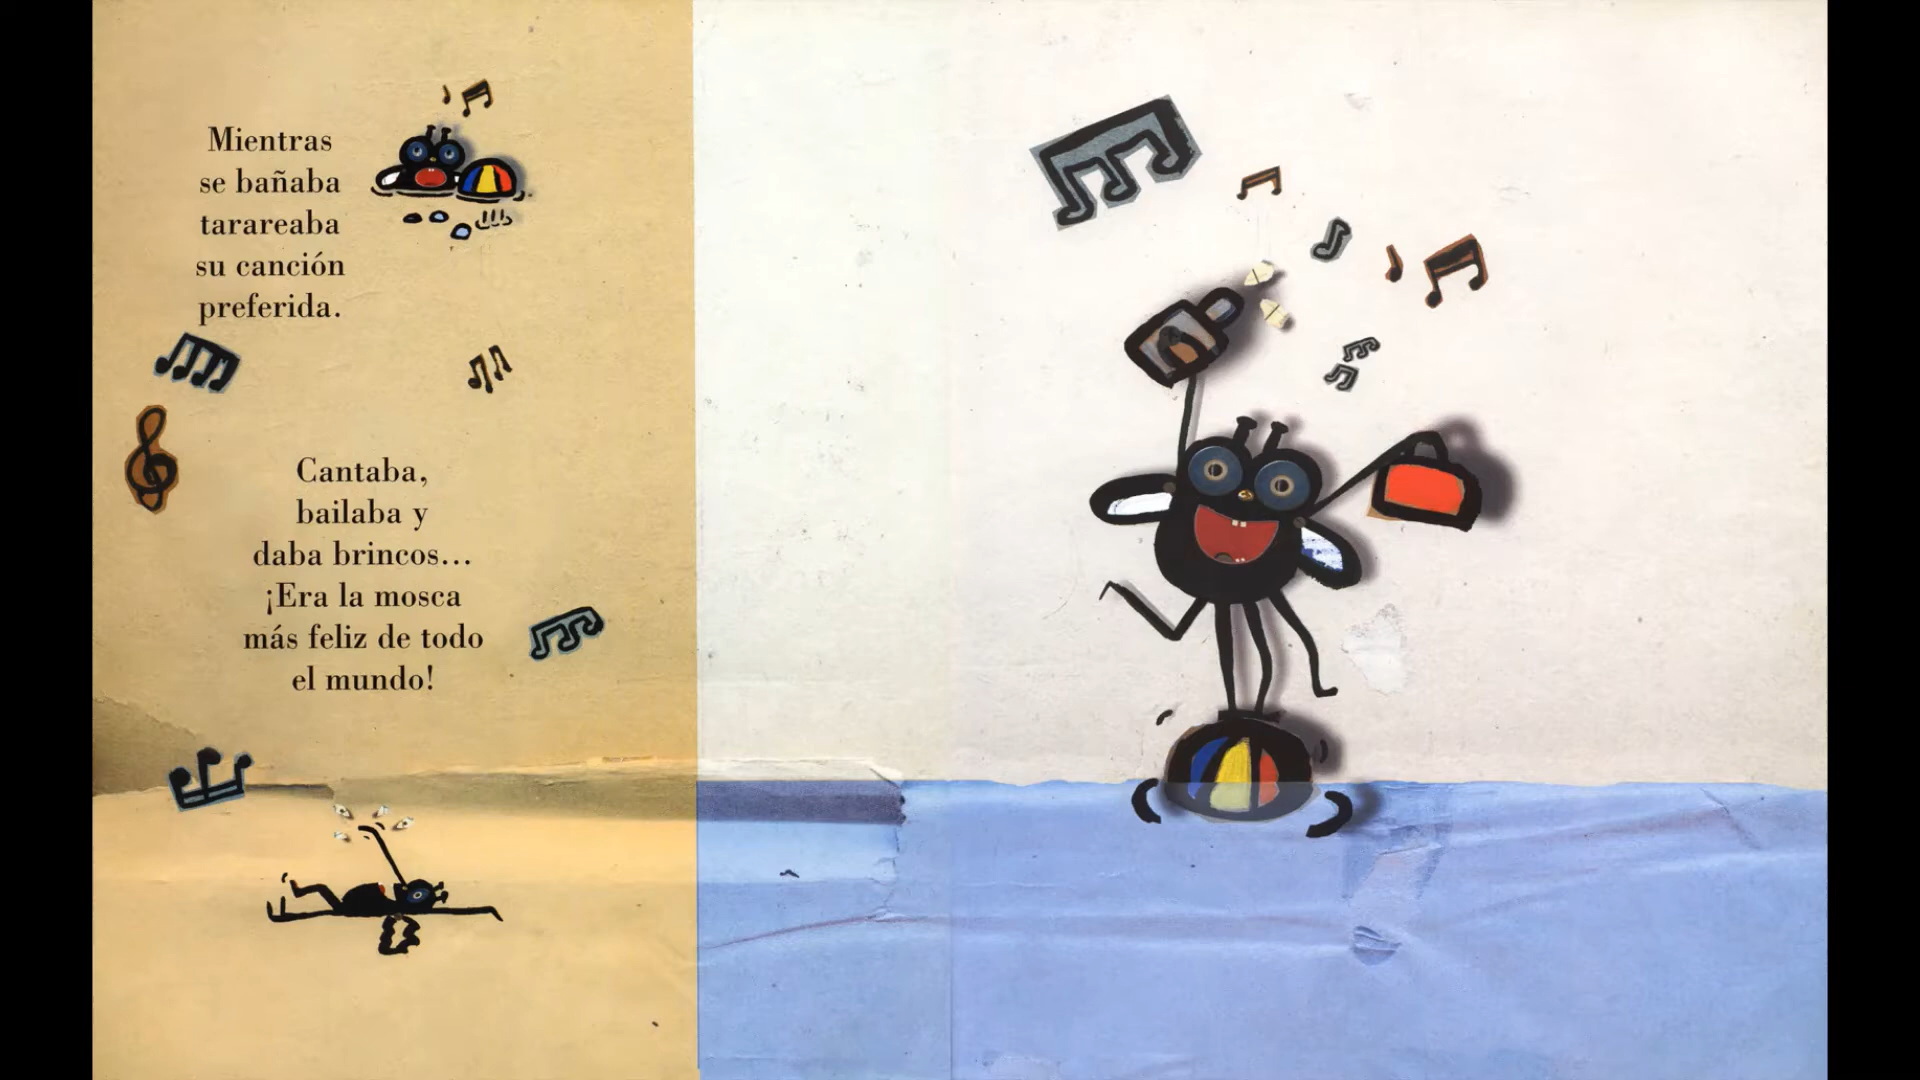 Mientras
se bañaba
tarareaba
su canción
preferida.
Cantaba,
bailaba y
daba brincos...
¡Era la mosca
más feliz de todo
el mundo!